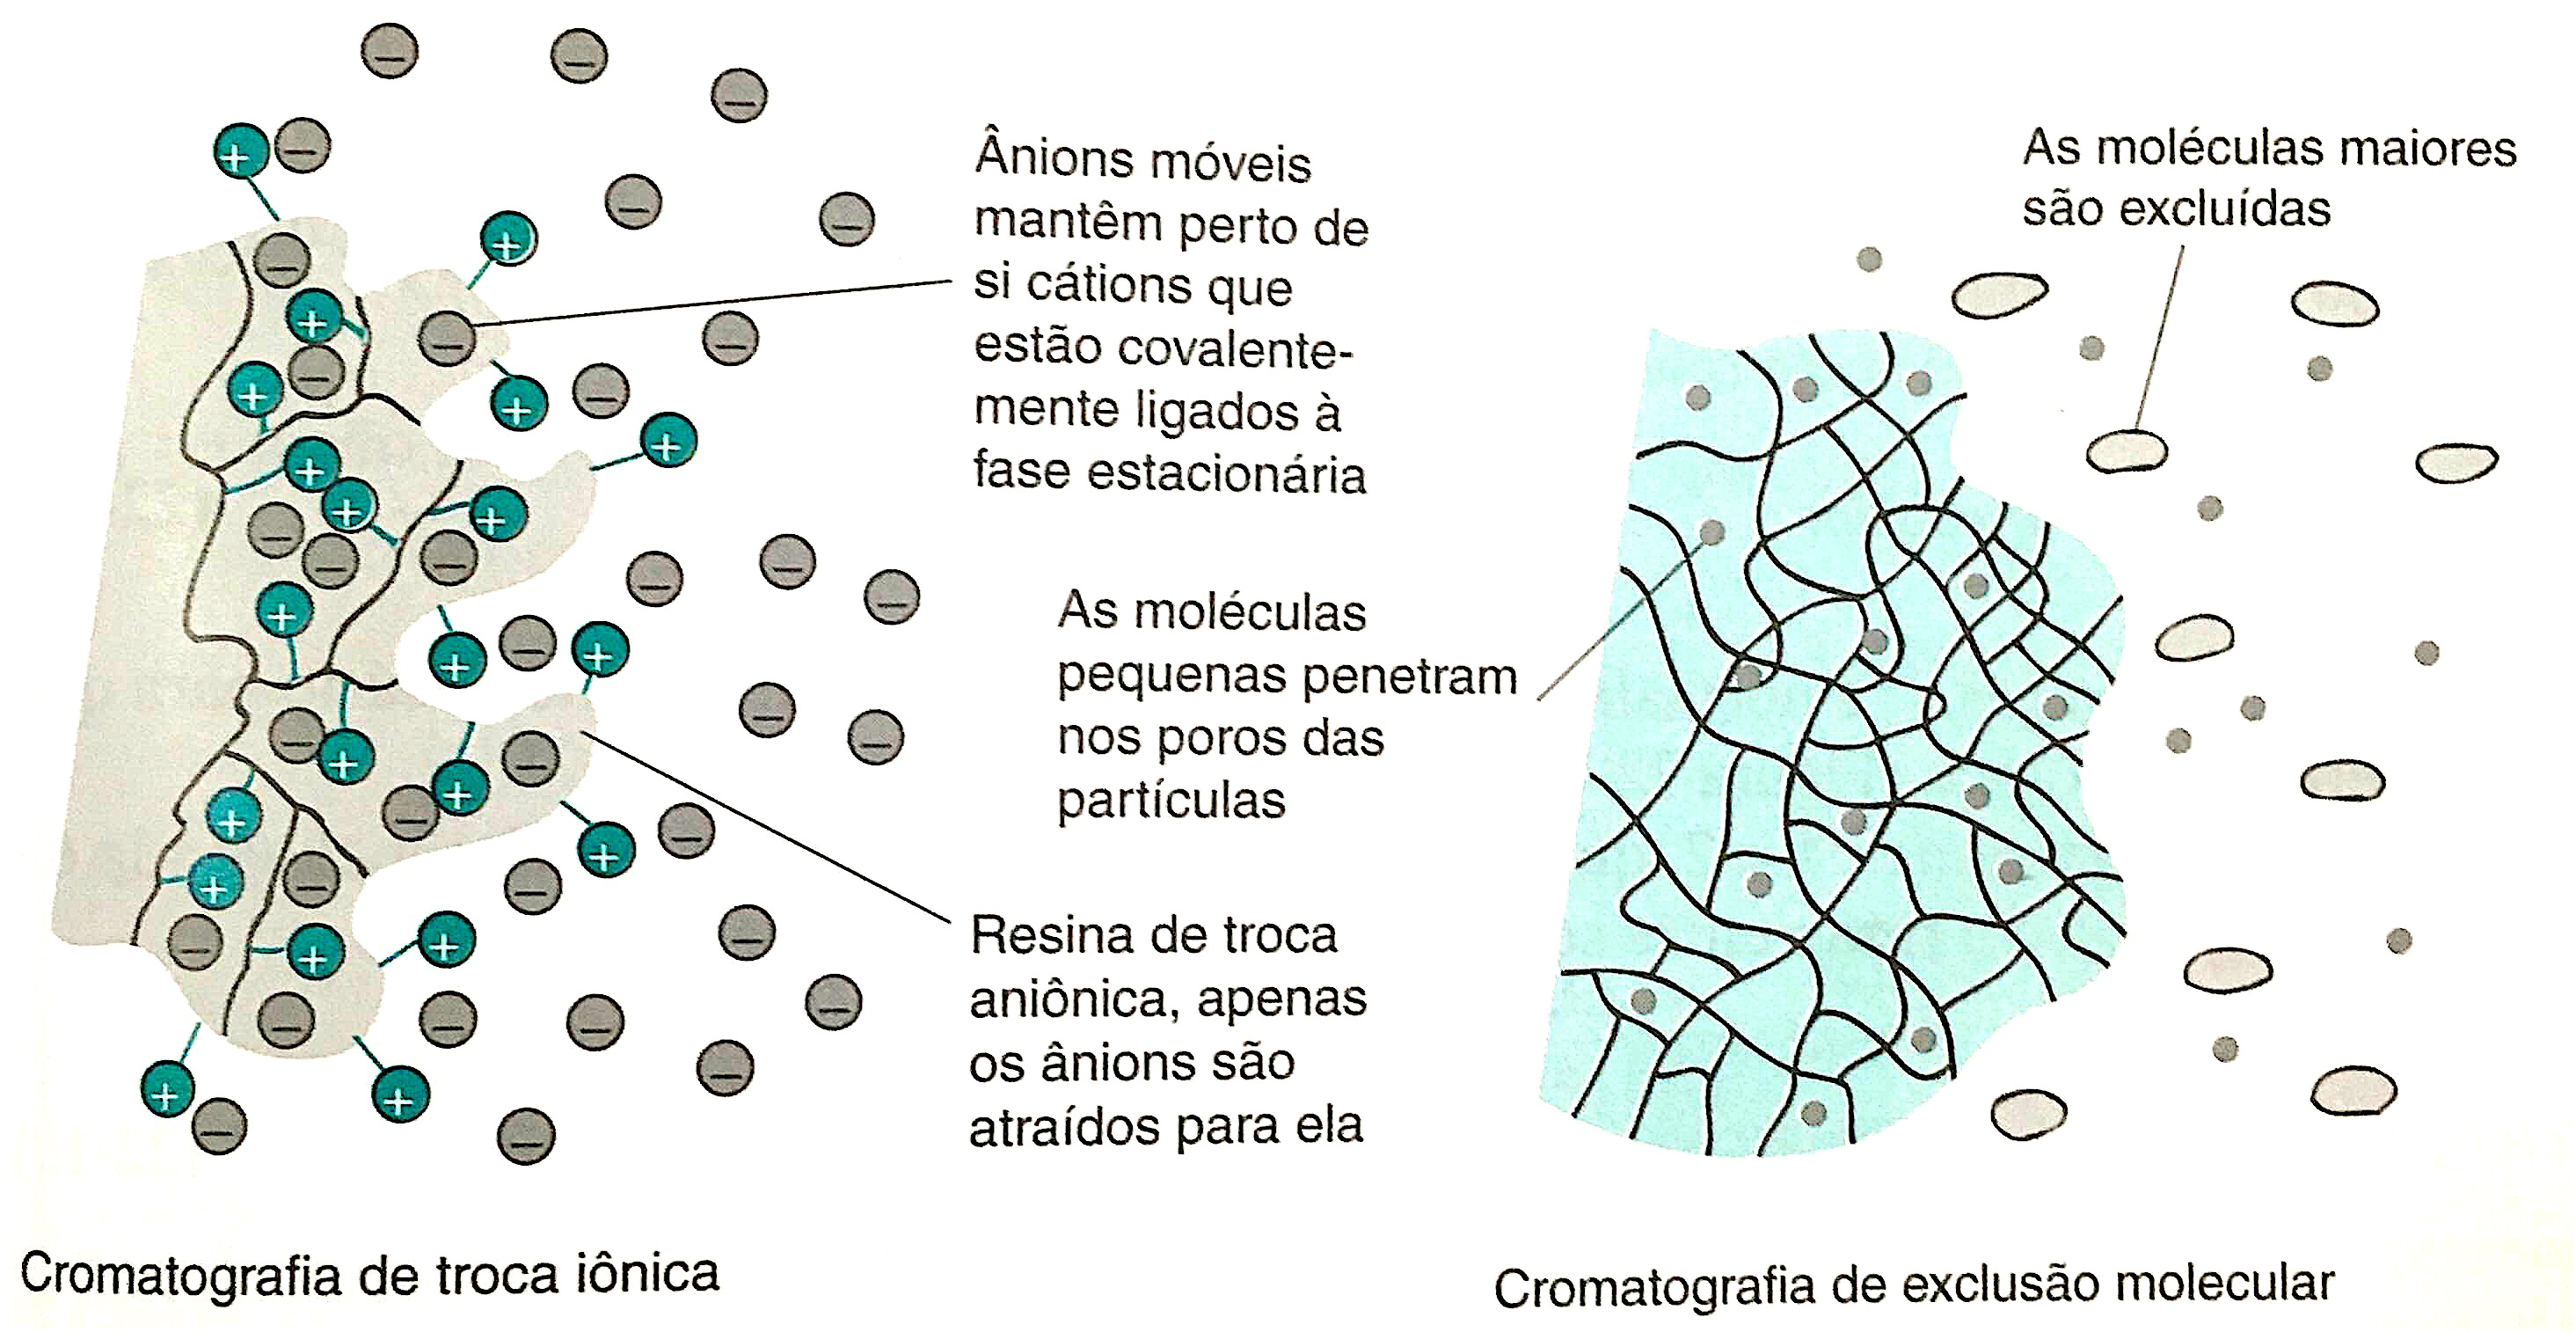 Ânions móveis
mantêm perto de
si cátions que
estão covalente-
mente ligados à
fase estacionária
As moléculas maiores
são excluídas
As moléculas
pequenas penetram
nos poros das
partículas
Resina de troca
aniônica, apenas
os ânions são
atraídos para ela
Cromatografia de troca iônica
Cromatografia de exclusão molecular